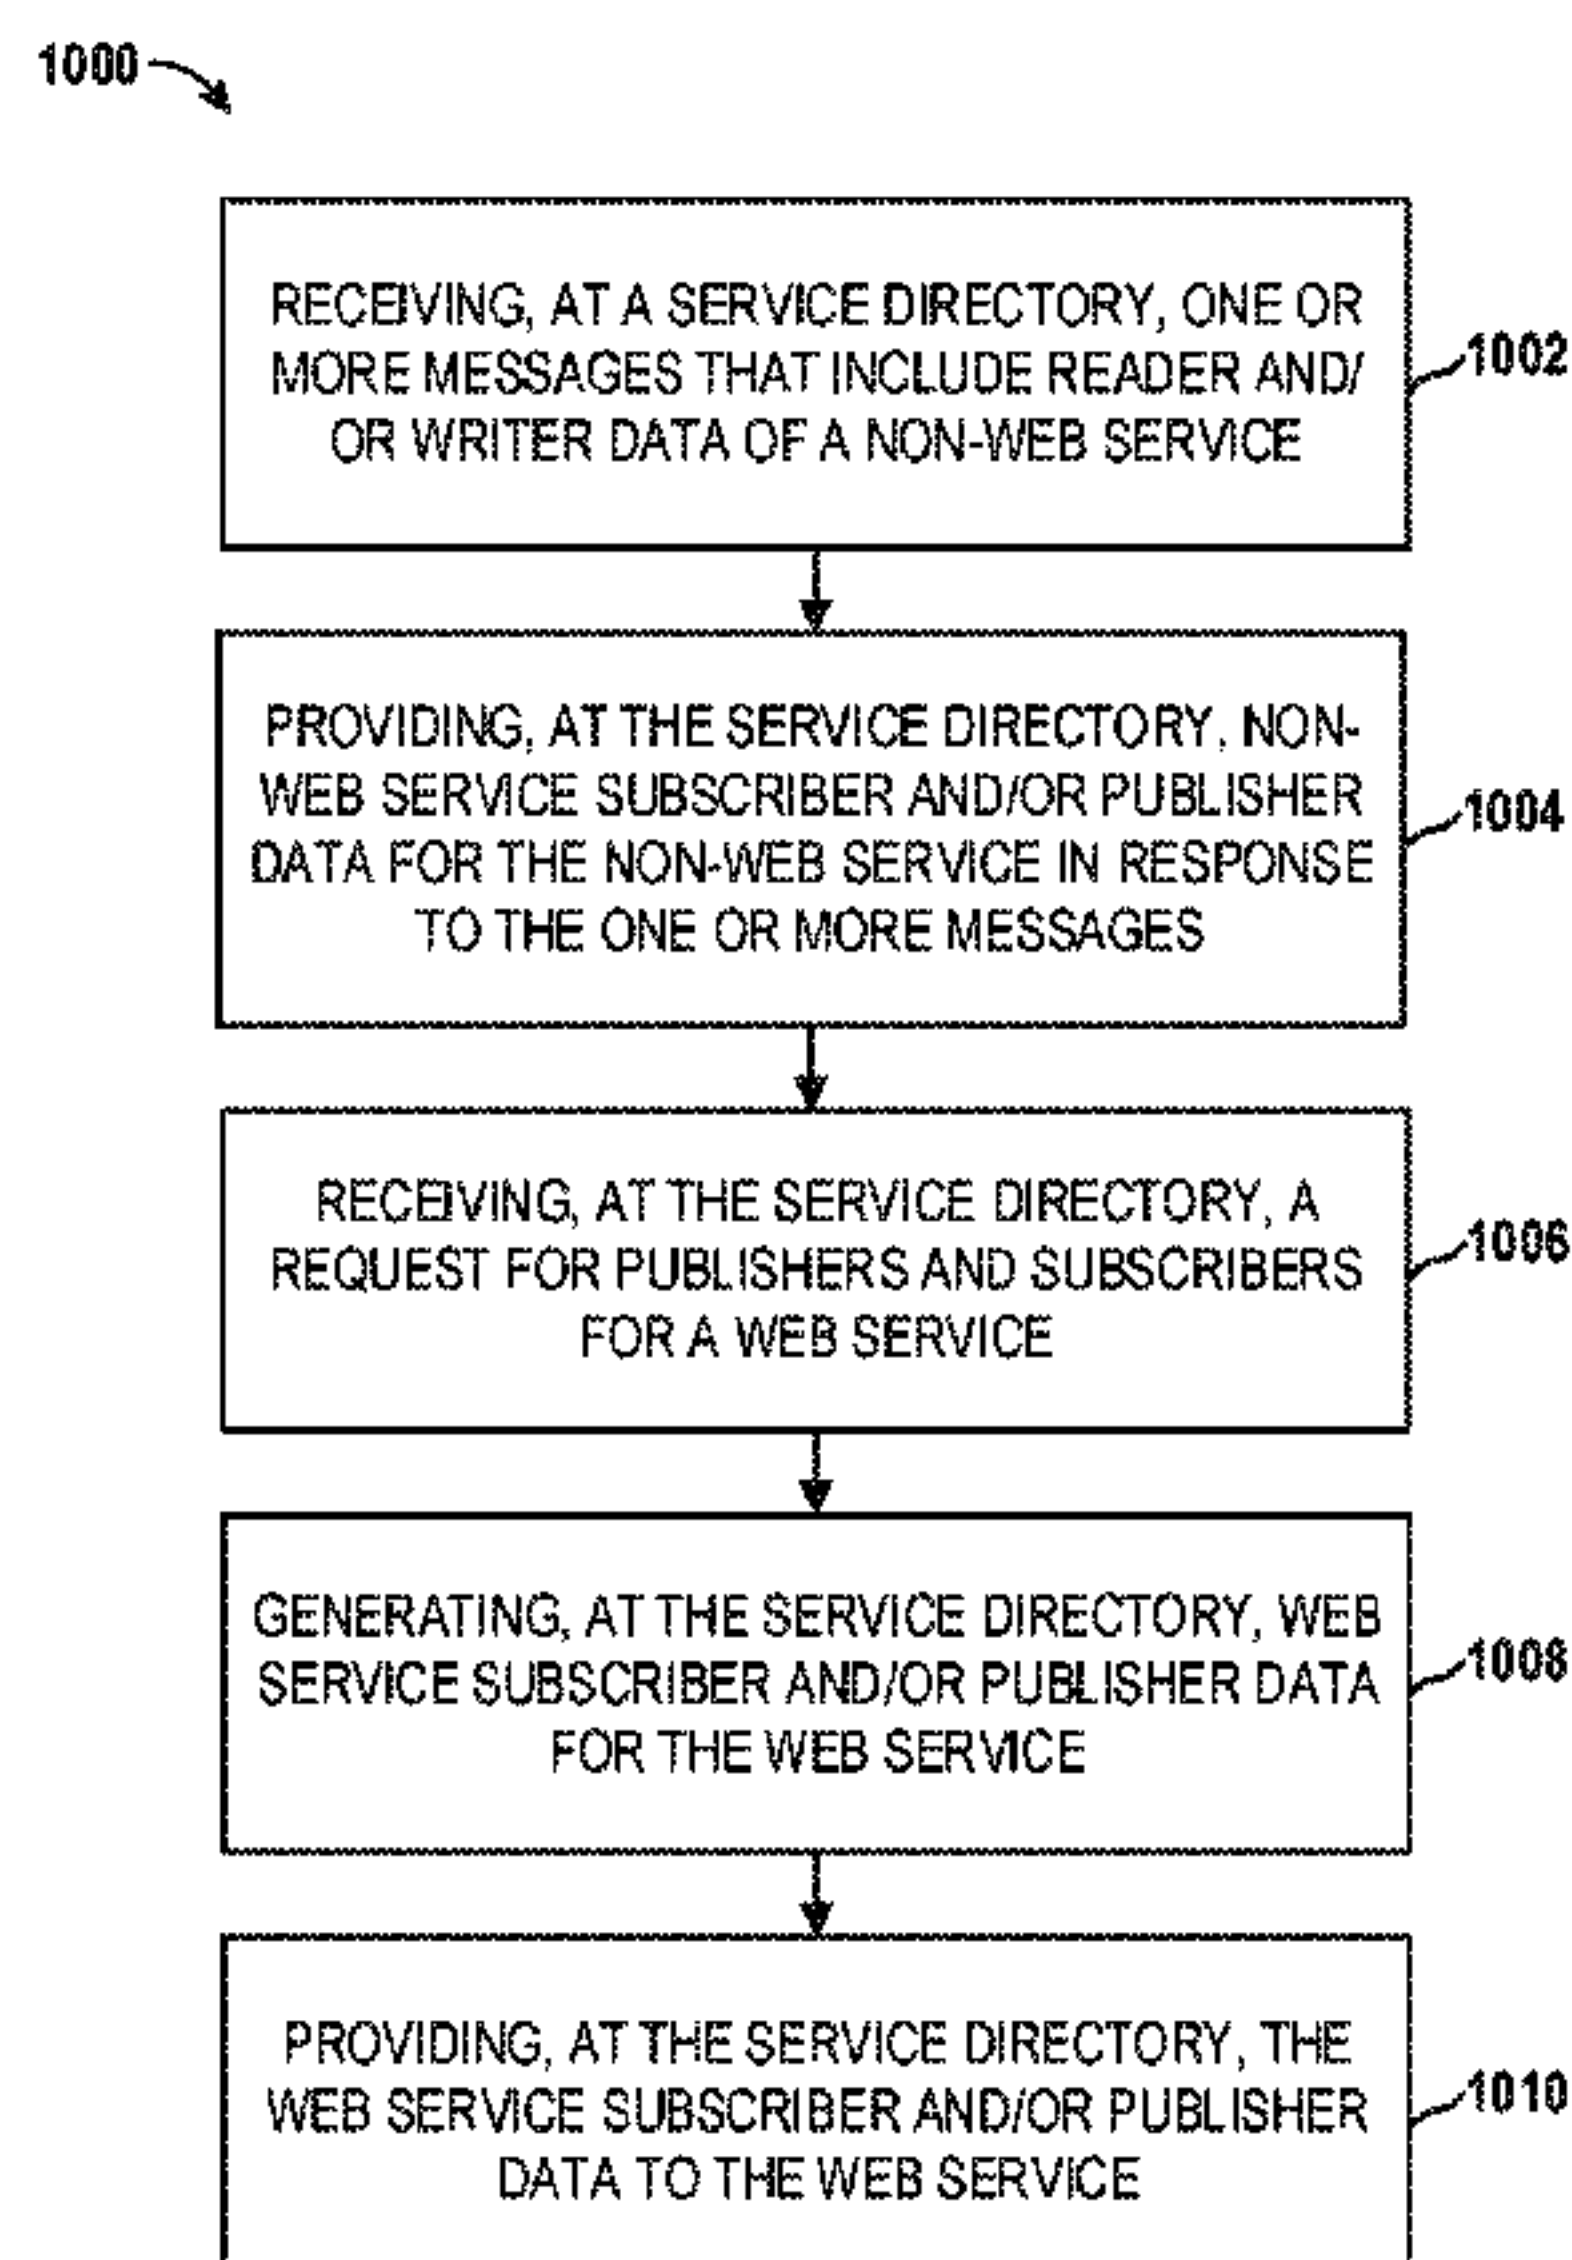 1000
RECEIVING, AT A SERVICE DIRECTORY, ONE OR
MORE MESSAGES THAT INCLUDE READER AND/
OR WRITER DATA OF A NON-WEB SERVICE
1002
PROVIDING, AT THE SERVICE DIRECTORY, NON-
WEB SERVICE SUBSCRIBER AND/OR PUBLISHER
DATA FOR THE NON-WEB SERVICE IN RESPONSE
TO THE ONE OR MORE MESSAGES
1004
RECEIVING, AT THE SERVICE DIRECTORY, A
REQUEST FOR PUBLISHERS AND SUBSCRIBERS
FOR A WEB SERVICE
1006
GENERATING, AT THE SERVICE DIRECTORY, WEB
SERVICE SUBSCRIBER AND/OR PUBLISHER DATA
FOR THE WEB SERVICE
1008
PROVIDING, AT THE SERVICE DIRECTORY, THE
WEB SERVICE SUBSCRIBER AND/OR PUBLISHER
DATA TO THE WEB SERVICE
1010